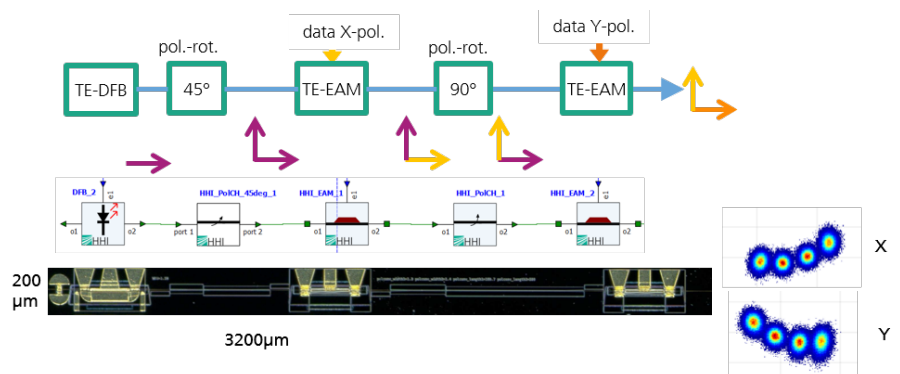 data X-pol.
data Y-pol.
pol.-rot.
pol.-rot.
TE-DFB
45°
TE-EAM
90°
TE-EAM
DFB_2
HHI_PolCH_45deg_1
HHI_EAM_1
HHI_PolCH_1
HHI_EAM_2
e1
e1
e1
o1
o2
port 1
port 2
o1
o2
o1
o2
o1
o2
HHI
HHI
HHI
HHI
HHI
X
200
µm
3200µm
Y